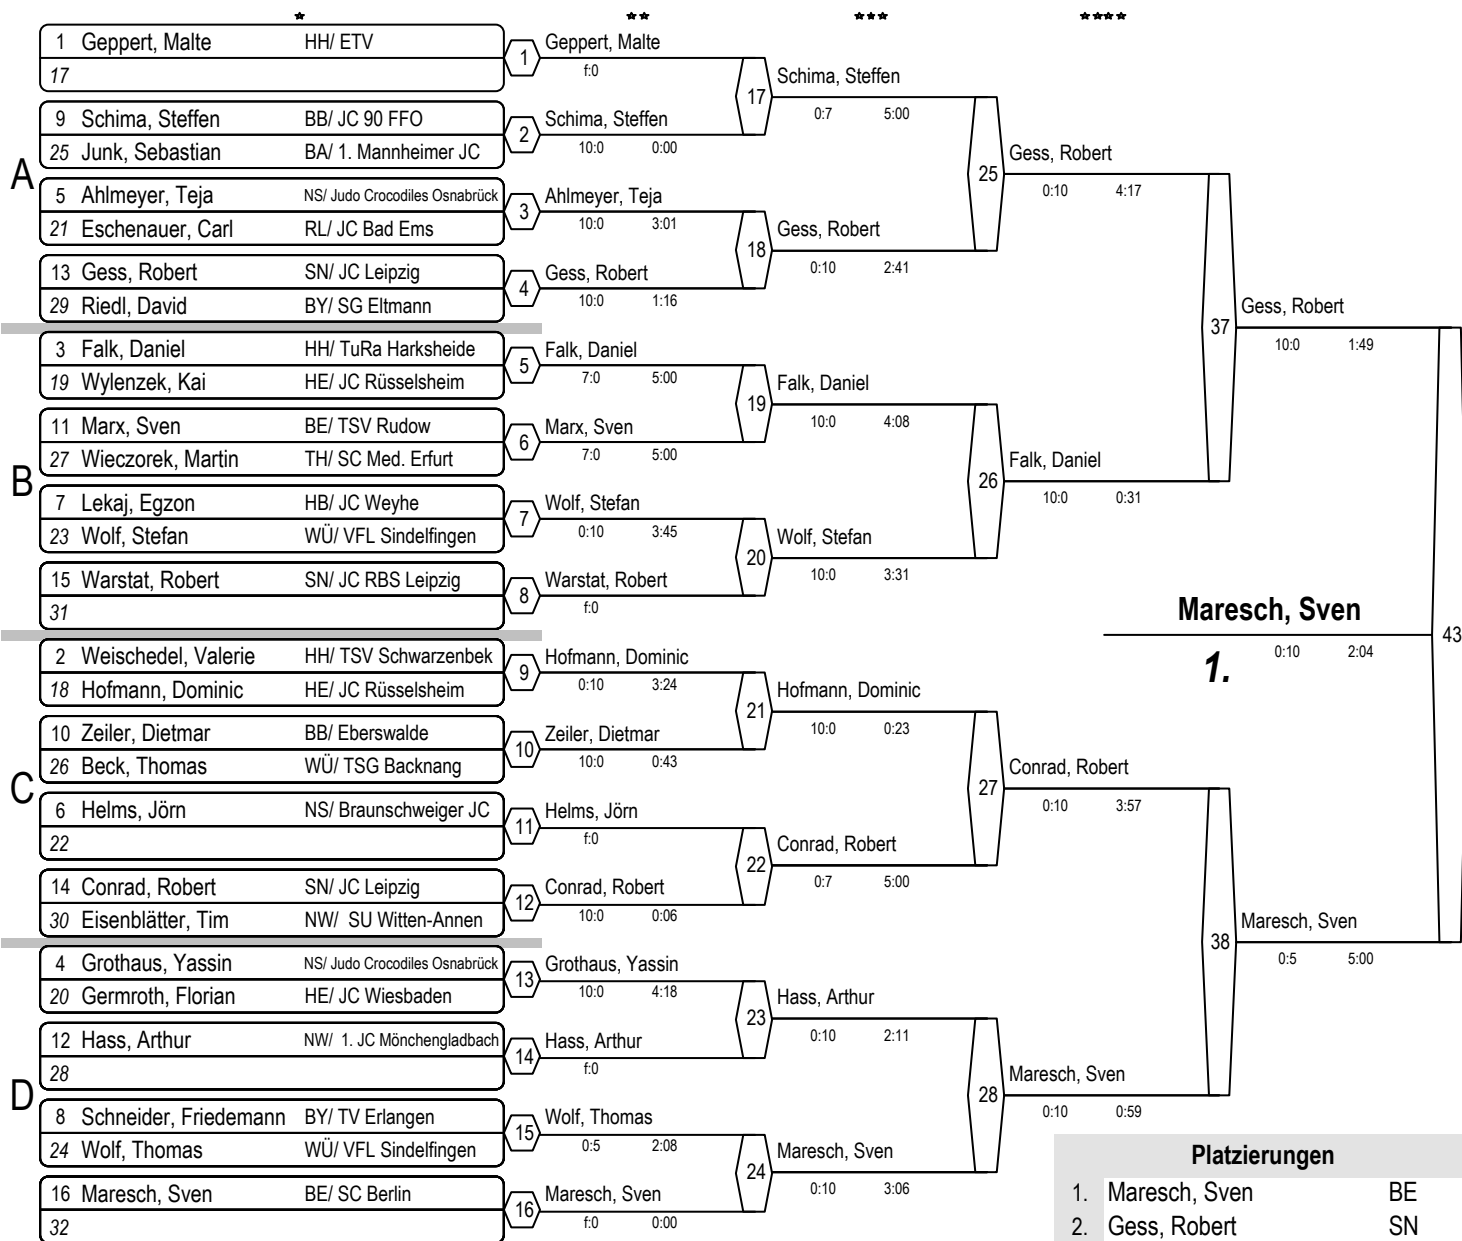 * ** *** ****
1 Geppert, Malte HH/ ETV
17
9 Schima, Steffen BB/ JC 90 FFO
25 Junk, Sebastian BA/ 1. Mannheimer JC
A
5 Ahlmeyer, Teja NS/ Judo Crocodiles Osnabrück
21 Eschenauer, Carl RL/ JC Bad Ems
13 Gess, Robert SN/ JC Leipzig
29 Riedl, David BY/ SG Eltmann
3 Falk, Daniel HH/ TuRa Harksheide
19 Wylenzek, Kai HE/ JC Rüsselsheim
11 Marx, Sven BE/ TSV Rudow
27 Wieczorek, Martin TH/ SC Med. Erfurt
B
7 Lekaj, Egzon HB/ JC Weyhe
23 Wolf, Stefan WÜ/ VFL Sindelfingen
15 Warstat, Robert SN/ JC RBS Leipzig
31
2 Weischedel, Valerie HH/ TSV Schwarzenbek
18 Hofmann, Dominic HE/ JC Rüsselsheim
10 Zeiler, Dietmar BB/ Eberswalde
26 Beck, Thomas WÜ/ TSG Backnang
C
6 Helms, Jörn NS/ Braunschweiger JC
22
14 Conrad, Robert SN/ JC Leipzig
30 Eisenblätter, Tim NW/ SU Witten-Annen
4 Grothaus, Yassin NS/ Judo Crocodiles Osnabrück
20 Germroth, Florian HE/ JC Wiesbaden
12 Hass, Arthur NW/ 1. JC Mönchengladbach
28
D
8 Schneider, Friedemann BY/ TV Erlangen
24 Wolf, Thomas WÜ/ VFL Sindelfingen
16 Maresch, Sven BE/ SC Berlin
32
1 Geppert, Malte
f:0
2 Schima, Steffen
10:0 0:00
3 Ahlmeyer, Teja
10:0 3:01
4 Gess, Robert
10:0 1:16
5 Falk, Daniel
7:0 5:00
6 Marx, Sven
7:0 5:00
7 Wolf, Stefan
0:10 3:45
8 Warstat, Robert
f:0
9 Hofmann, Dominic
0:10 3:24
10 Zeiler, Dietmar
10:0 0:43
11 Helms, Jörn
f:0
12 Conrad, Robert
10:0 0:06
13 Grothaus, Yassin
10:0 4:18
14 Hass, Arthur
f:0
15 Wolf, Thomas
0:5 2:08
16 Maresch, Sven
f:0 0:00
17 Schima, Steffen
0:7 5:00
18 Gess, Robert
0:10 2:41
19 Falk, Daniel
10:0 4:08
20 Wolf, Stefan
10:0 3:31
21 Hofmann, Dominic
10:0 0:23
22 Conrad, Robert
0:7 5:00
23 Hass, Arthur
0:10 2:11
24 Maresch, Sven
0:10 3:06
25 Gess, Robert
0:10 4:17
26 Falk, Daniel
10:0 0:31
27 Conrad, Robert
0:10 3:57
28 Maresch, Sven
0:10 0:59
37 Gess, Robert
10:0 1:49
38 Maresch, Sven
0:5 5:00
43
Maresch, Sven
1. 0:10 2:04
Platzierungen
1. Maresch, Sven BE
2. Gess, Robert SN